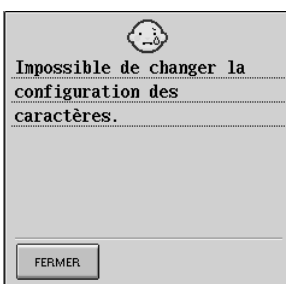 Impossible de changer la
configuration des
caractères.
FERMER